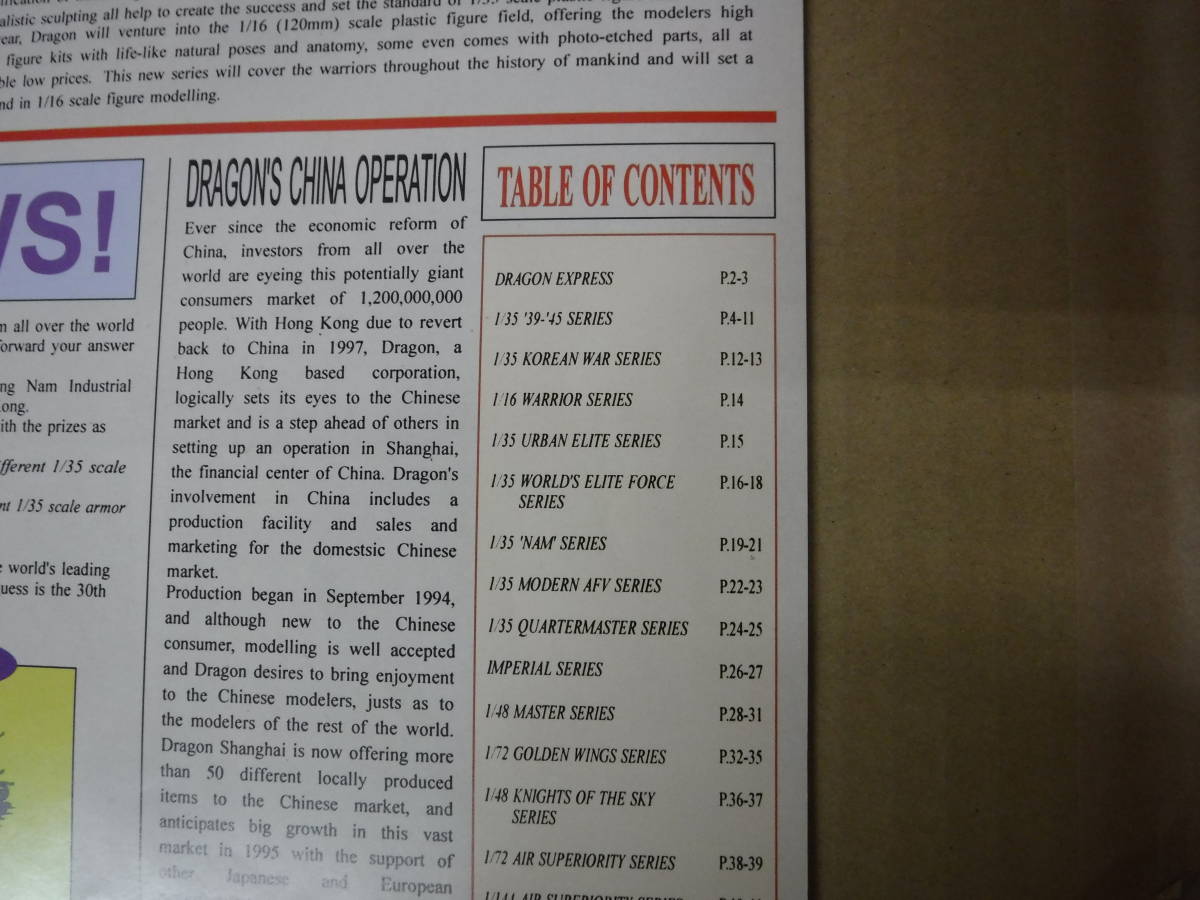 alistic sculpting all help to create the success and set the standard of 1/35 scale plastic figure
ear, Dragon will venture into the 1/16 (120mm) scale plastic figure field, offering the modelers high
figure kits with life-like natural poses and anatomy, some even comes with photo-etched parts, all at
ble low prices. This new series will cover the warriors throughout the history of mankind and will set a
nd in 1/16 scale figure modelling.
WS!
n all over the world
orward your answer
ng Nam Industrial
ong.
ith the prizes as
fferent 1/35 scale
nt 1/35 scale armor
e world's leading
uess is the 30th
DRAGON'S CHINA OPERATION
Ever since the economic reform of
China, investors from all over the
world are eyeing this potentially giant
consumers market of 1,200,000,000
people. With Hong Kong due to revert
back to China in 1997, Dragon, a
Hong Kong based corporation,
logically sets its eyes to the Chinese
market and is a step ahead of others in
setting up an operation in Shanghai,
the financial center of China. Dragon's
involvement in China includes a
production facility and sales and
marketing for the domestsic Chinese
market.
Production began in September 1994,
and although new to the Chinese
consumer, modelling is well accepted
and Dragon desires to bring enjoyment
to the Chinese modelers, justs as to
the modelers of the rest of the world.
Dragon Shanghai is now offering more
than 50 different locally produced
items to the Chinese market, and
anticipates big growth in this vast
market in 1995 with the support of
other Japanese and European
TABLE OF CONTENTS
DRAGON EXPRESS P.2-3
1/35 '39-'45 SERIES P.4-11
1/35 KOREAN WAR SERIES P.12-13
1/16 WARRIOR SERIES P.14
1/35 URBAN ELITE SERIES P.15
1/35 WORLD'S ELITE FORCE P.16-18
SERIES
1/35 'NAM' SERIES P.19-21
1/35 MODERN AFV SERIES P.22-23
1/35 QUARTERMASTER SERIES P.24-25
IMPERIAL SERIES P.26-27
1/48 MASTER SERIES P.28-31
1/72 GOLDEN WINGS SERIES P.32-35
1/48 KNIGHTS OF THE SKY P.36-37
SERIES
1/72 AIR SUPERIORITY SERIES P.38-39
1/144 AIR SUPERIORITY SERIES